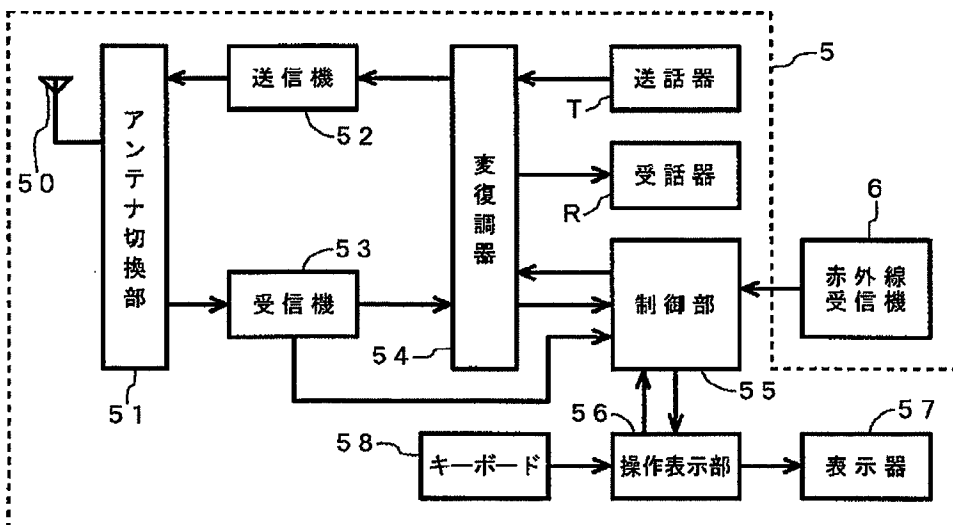 5
50
アンテナ切換部
51
送信機
52
53
受信機
変復調器
54
送話器
T
受話器
R
制御部
55
6
赤外線
受信機
56
操作表示部
57
表示器
58
キーボード